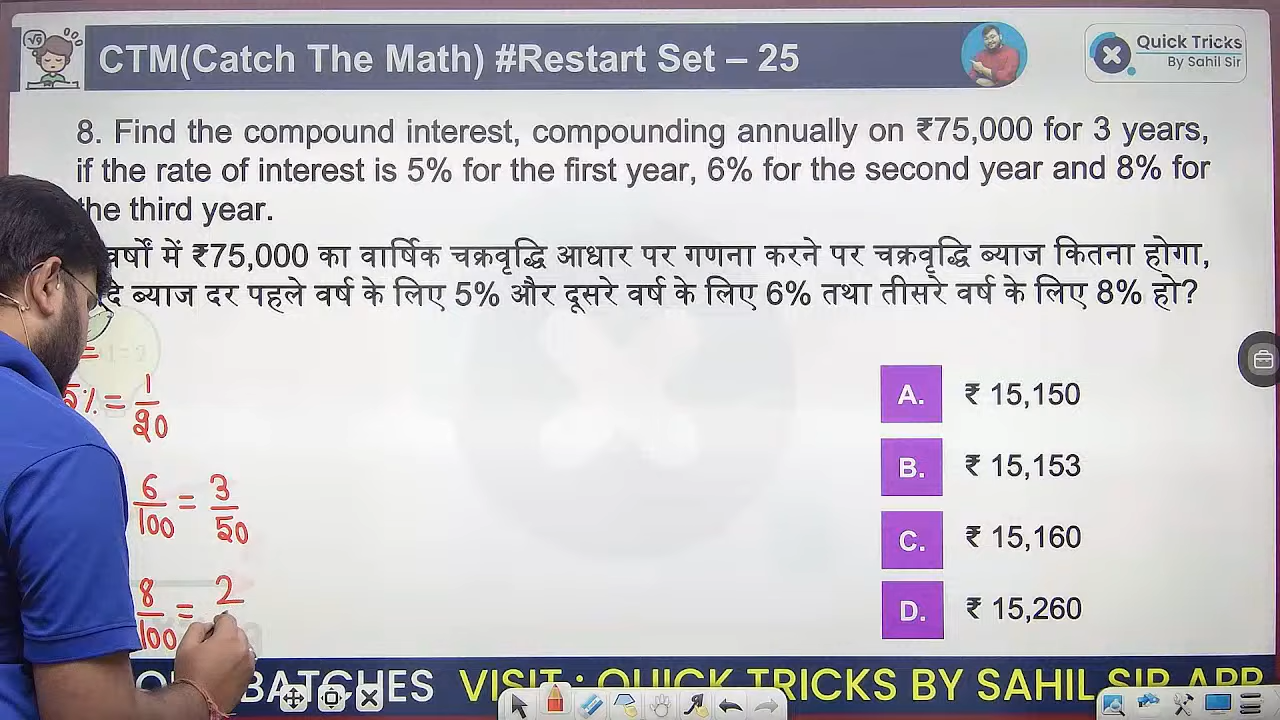 CTM(Catch The Math) #Restart Set – 25
Quick Tricks
By Sahil Sir
8. Find the compound interest, compounding annually on ₹75,000 for 3 years,
if the rate of interest is 5% for the first year, 6% for the second year and 8% for
the third year.
वर्षों में ₹75,000 का वार्षिक चक्रवृद्धि आधार पर गणना करने पर चक्रवृद्धि ब्याज कितना होगा,
ब्याज दर पहले वर्ष के लिए 5% और दूसरे वर्ष के लिए 6% तथा तीसरे वर्ष के लिए 8% हो?
5% = 1/20
6/100 = 3/50
8/100 = 2
A. ₹ 15,150
B. ₹ 15,153
C. ₹ 15,160
D. ₹ 15,260
BATCHES VISIT : QUICK TRICKS BY SAHIL SIR APP